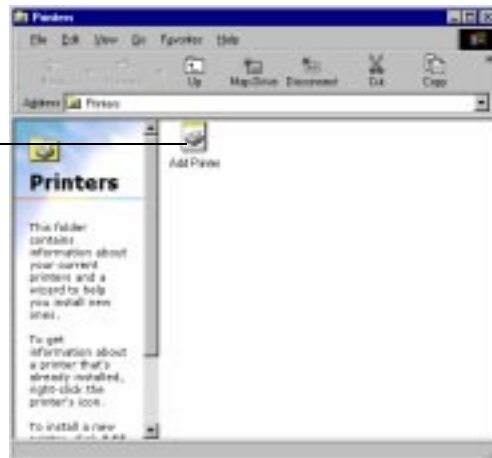 Printers
File Edit View Go Favorites Help
Up Map Drive Disconnect Cut Copy
Address Printers
Add Printer
Printers
This folder
contains
information about
your current
printers and a
wizard to help
you install new
ones.
To get
information about
a printer that's
already installed,
right-click the
printer's icon.
To install a new